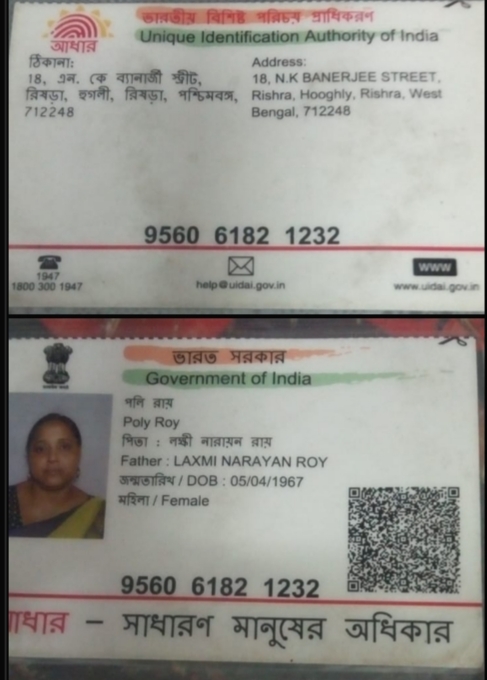 ভারতীয় বিশিষ্ট পরিচয় প্রাধিকরণ
Unique Identification Authority of India
আধার
ঠিকানা:
18, এন. কে ব্যানার্জী স্ট্রীট,
রিষড়া, হুগলী, রিষড়া, পশ্চিমবঙ্গ,
712248
Address:
18, N.K BANERJEE STREET,
Rishra, Hooghly, Rishra, West
Bengal, 712248
9560 6182 1232
1947
1800 300 1947
help@uidai.gov.in
www
www.uidai.gov.in
ভারত সরকার
Government of India
পলি রায়
Poly Roy
পিতা : লক্ষী নারায়ন রায়
Father : LAXMI NARAYAN ROY
জন্মতারিখ / DOB : 05/04/1967
মহিলা / Female
9560 6182 1232
আধার – সাধারণ মানুষের অধিকার